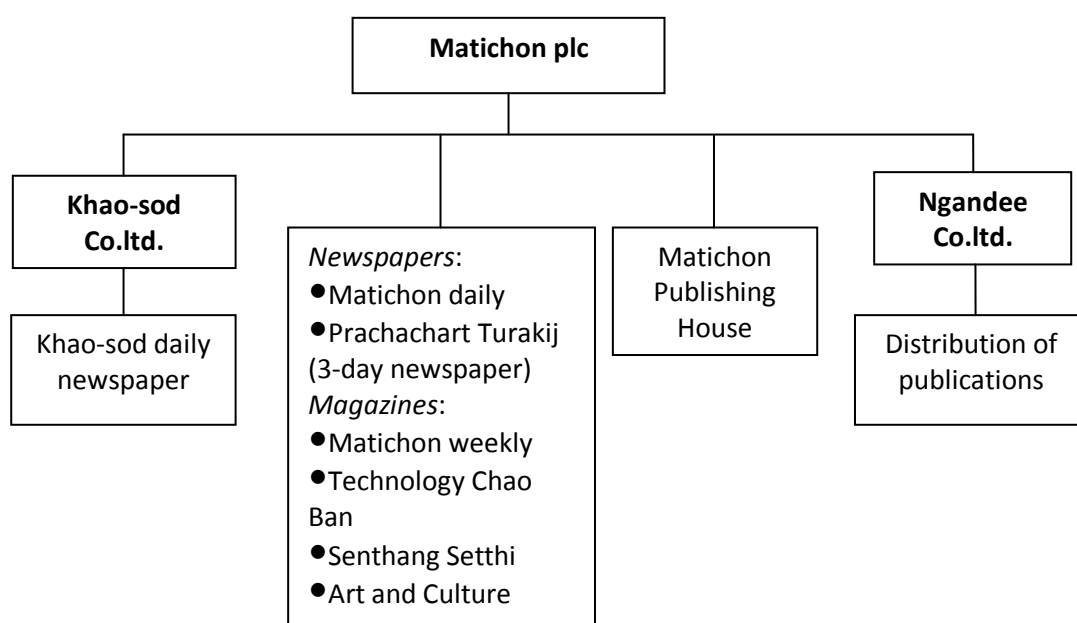 Matichon plc
Khao-sod
Co.ltd.
Khao-sod daily
newspaper
Newspapers:
●Matichon daily
●Prachachart Turakij
(3-day newspaper)
Magazines:
●Matichon weekly
●Technology Chao
Ban
●Senthang Setthi
●Art and Culture
Matichon
Publishing
House
Ngandee
Co.ltd.
Distribution of
publications